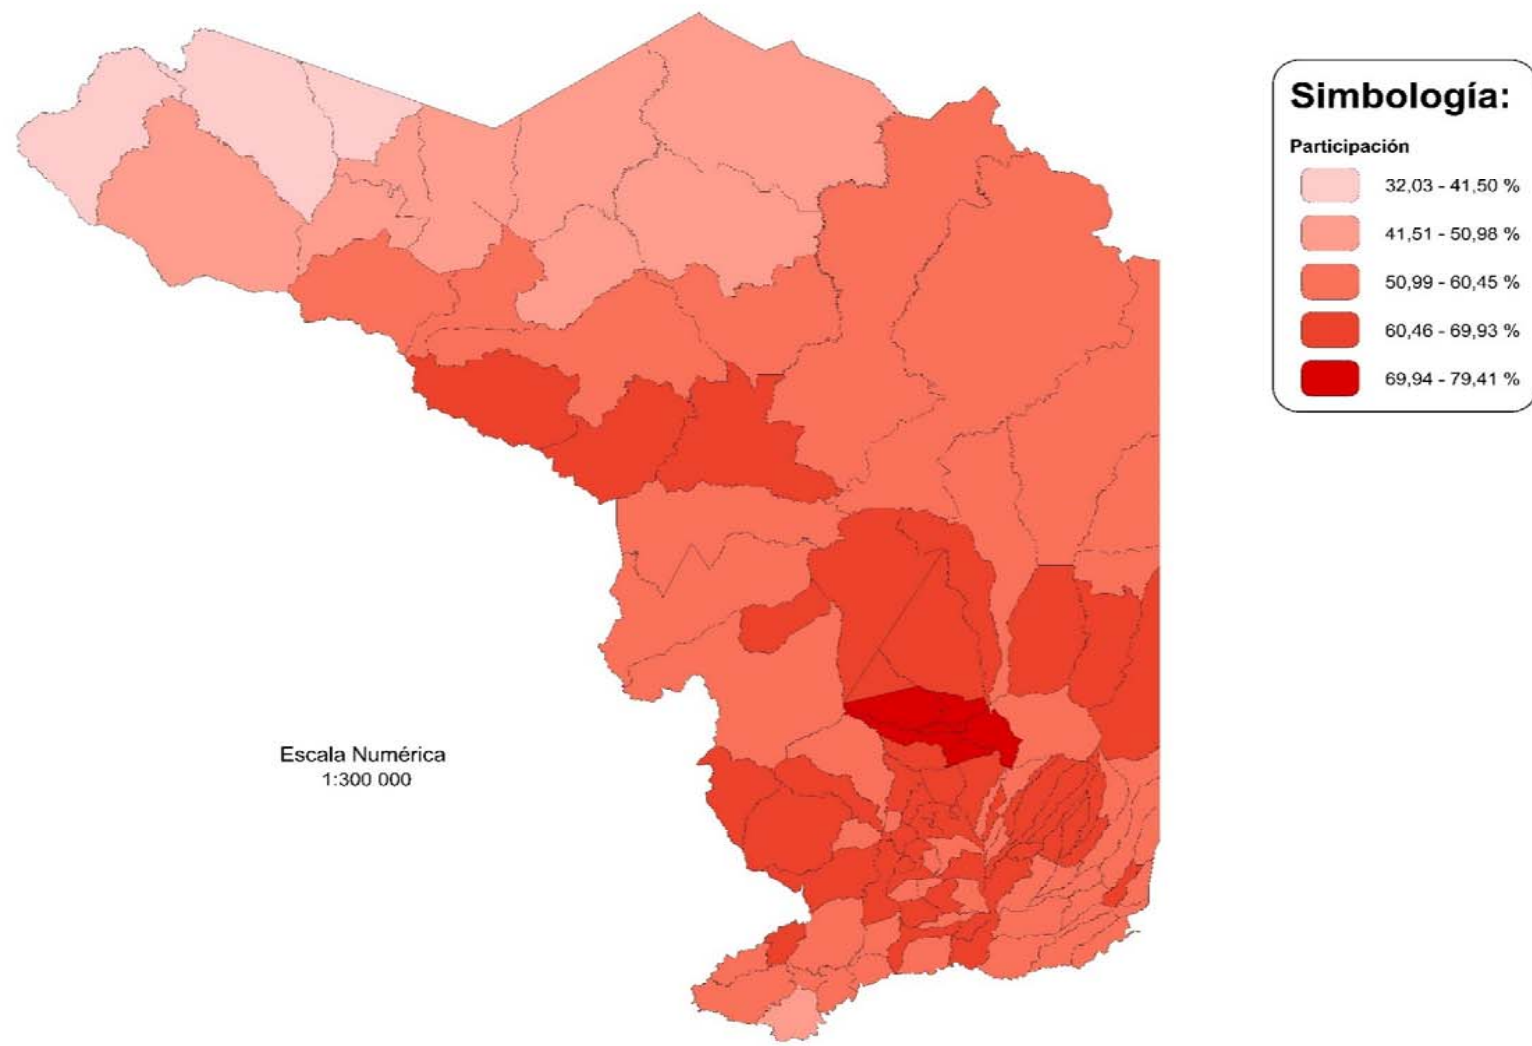 Simbología:
Participación
32,03 - 41,50 %
41,51 - 50,98 %
50,99 - 60,45 %
60,46 - 69,93 %
69,94 - 79,41 %
Escala Numérica
1:300 000